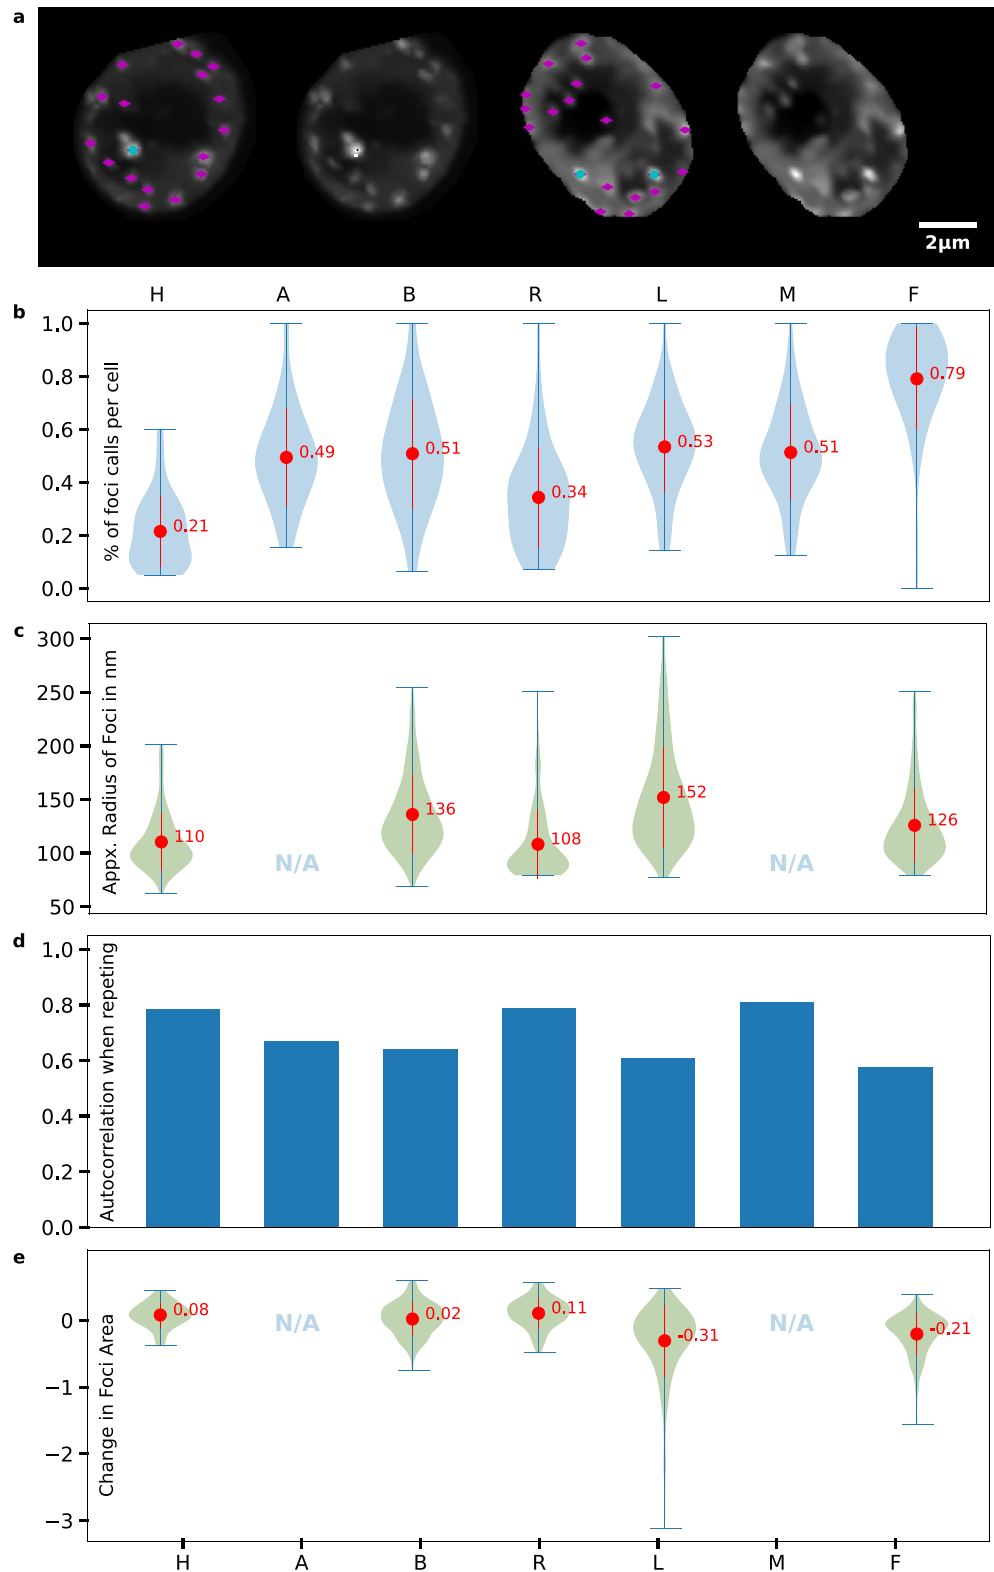 a
2μm
H A B R L M F
b
% of foci calls per cell
1.0
0.8
0.6
0.4
0.2
0.0
0.21
0.49
0.51
0.34
0.53
0.51
0.79
c
Appx. Radius of Foci in nm
300
250
200
150
100
50
110
N/A
136
108
152
N/A
126
d
Autocorrelation when repeting
1.0
0.8
0.6
0.4
0.2
0.0
e
Change in Foci Area
0
−1
−2
−3
0.08
N/A
0.02
0.11
-0.31
N/A
-0.21
H A B R L M F